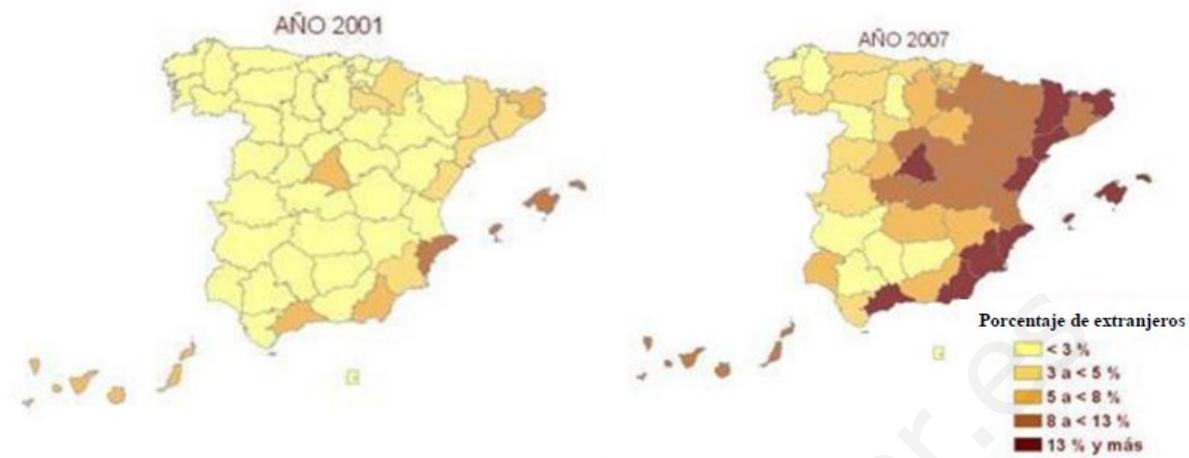 AÑO 2001
AÑO 2007
Porcentaje de extranjeros
< 3 %
3 a < 5 %
5 a < 8 %
8 a < 13 %
13 % y más